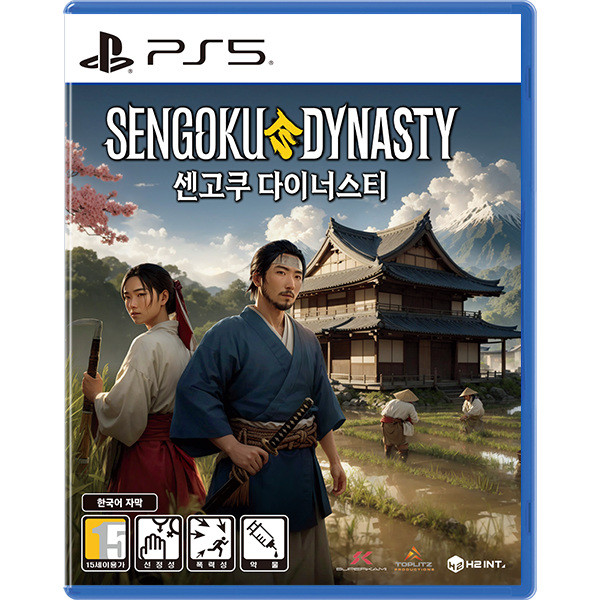 PS5
SENGOKU DYNASTY
센고쿠 다이너스티
한국어 자막
15
15세이용가
선정성
폭력성
약물
SUPERKAMI
TOPLITZ
PRODUCTIONS
H2 INT.